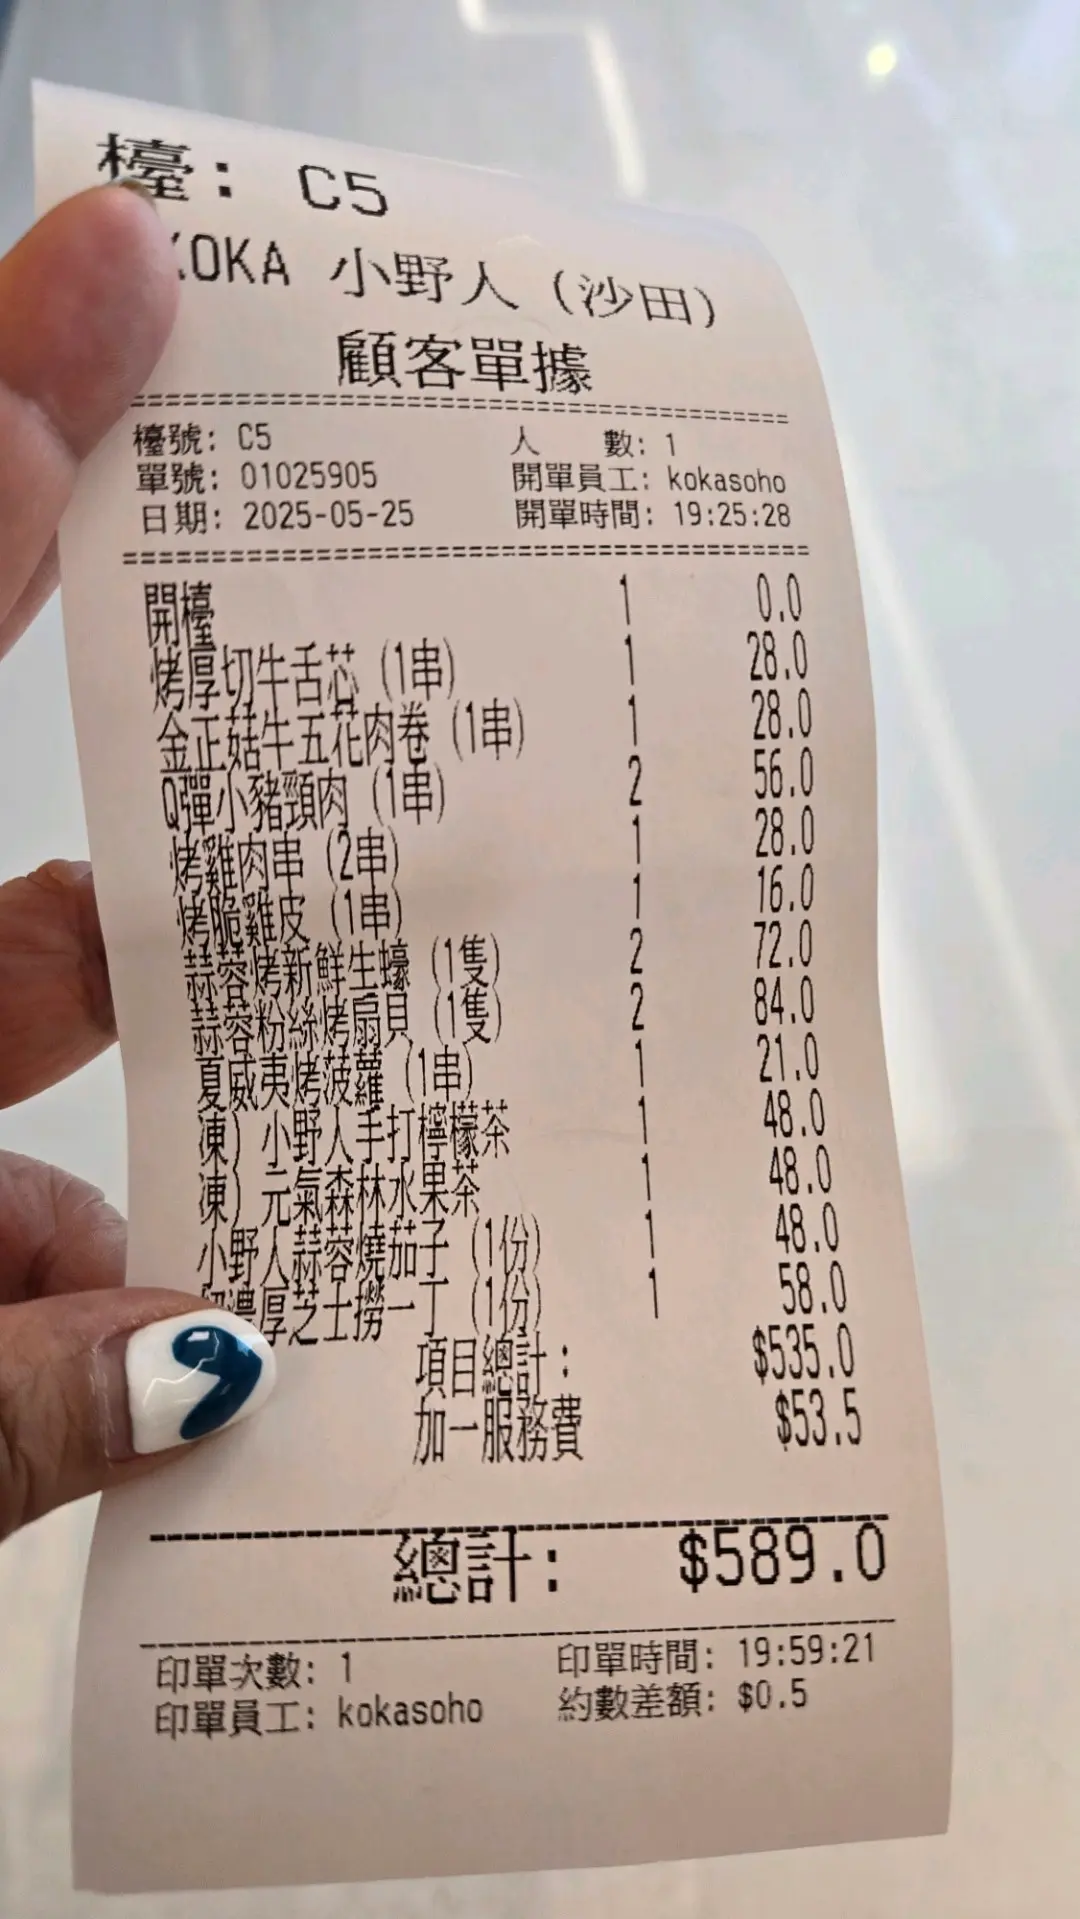 檯: C5
KOKA 小野人 (沙田)
顧客單據
檯號: C5 人 數: 1
單號: 01025905 開單員工: kokasoho
日期: 2025-05-25 開單時間: 19:25:28
開檯 1 0.0
烤厚切牛舌芯 (1串) 1 28.0
金正菇牛五花肉卷 (1串) 1 28.0
Q彈小豬頸肉 (1串) 2 56.0
烤雞肉串 (2串) 1 28.0
烤脆雞皮 (1串) 1 16.0
蒜蓉烤新鮮生蠔 (1隻) 2 72.0
蒜蓉粉絲烤扇貝 (1隻) 2 84.0
夏威夷烤菠蘿 (1串) 1 21.0
凍) 小野人手打檸檬茶 1 48.0
凍) 元氣森林水果茶 1 48.0
小野人蒜蓉燒茄子 (1份) 1 48.0
濃厚芝士撈一丁 (1份) 1 58.0
項目總計: $535.0
加一服務費 $53.5
總計: $589.0
印單次數: 1 印單時間: 19:59:21
印單員工: kokasoho 約數差額: $0.5